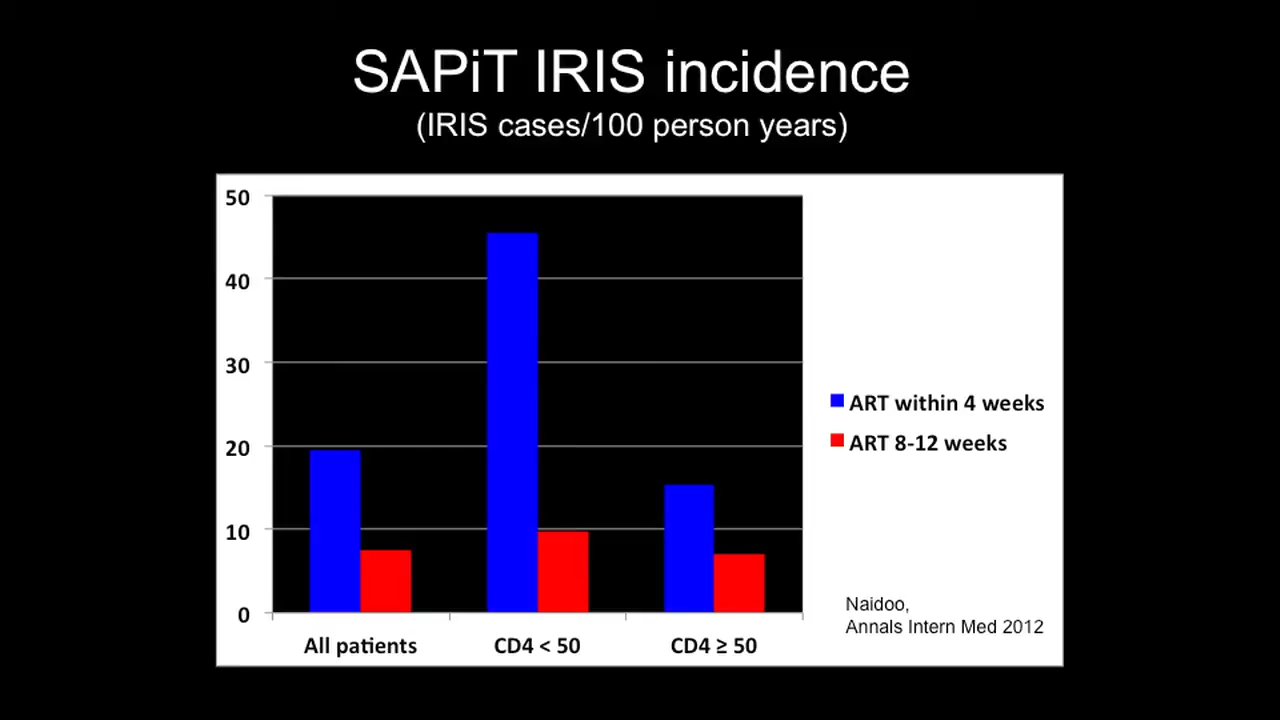 SAPiT IRIS incidence
(IRIS cases/100 person years)
50
40
30
20
10
0
All patients
CD4 < 50
CD4 ≥ 50
ART within 4 weeks
ART 8-12 weeks
Naidoo,
Annals Intern Med 2012